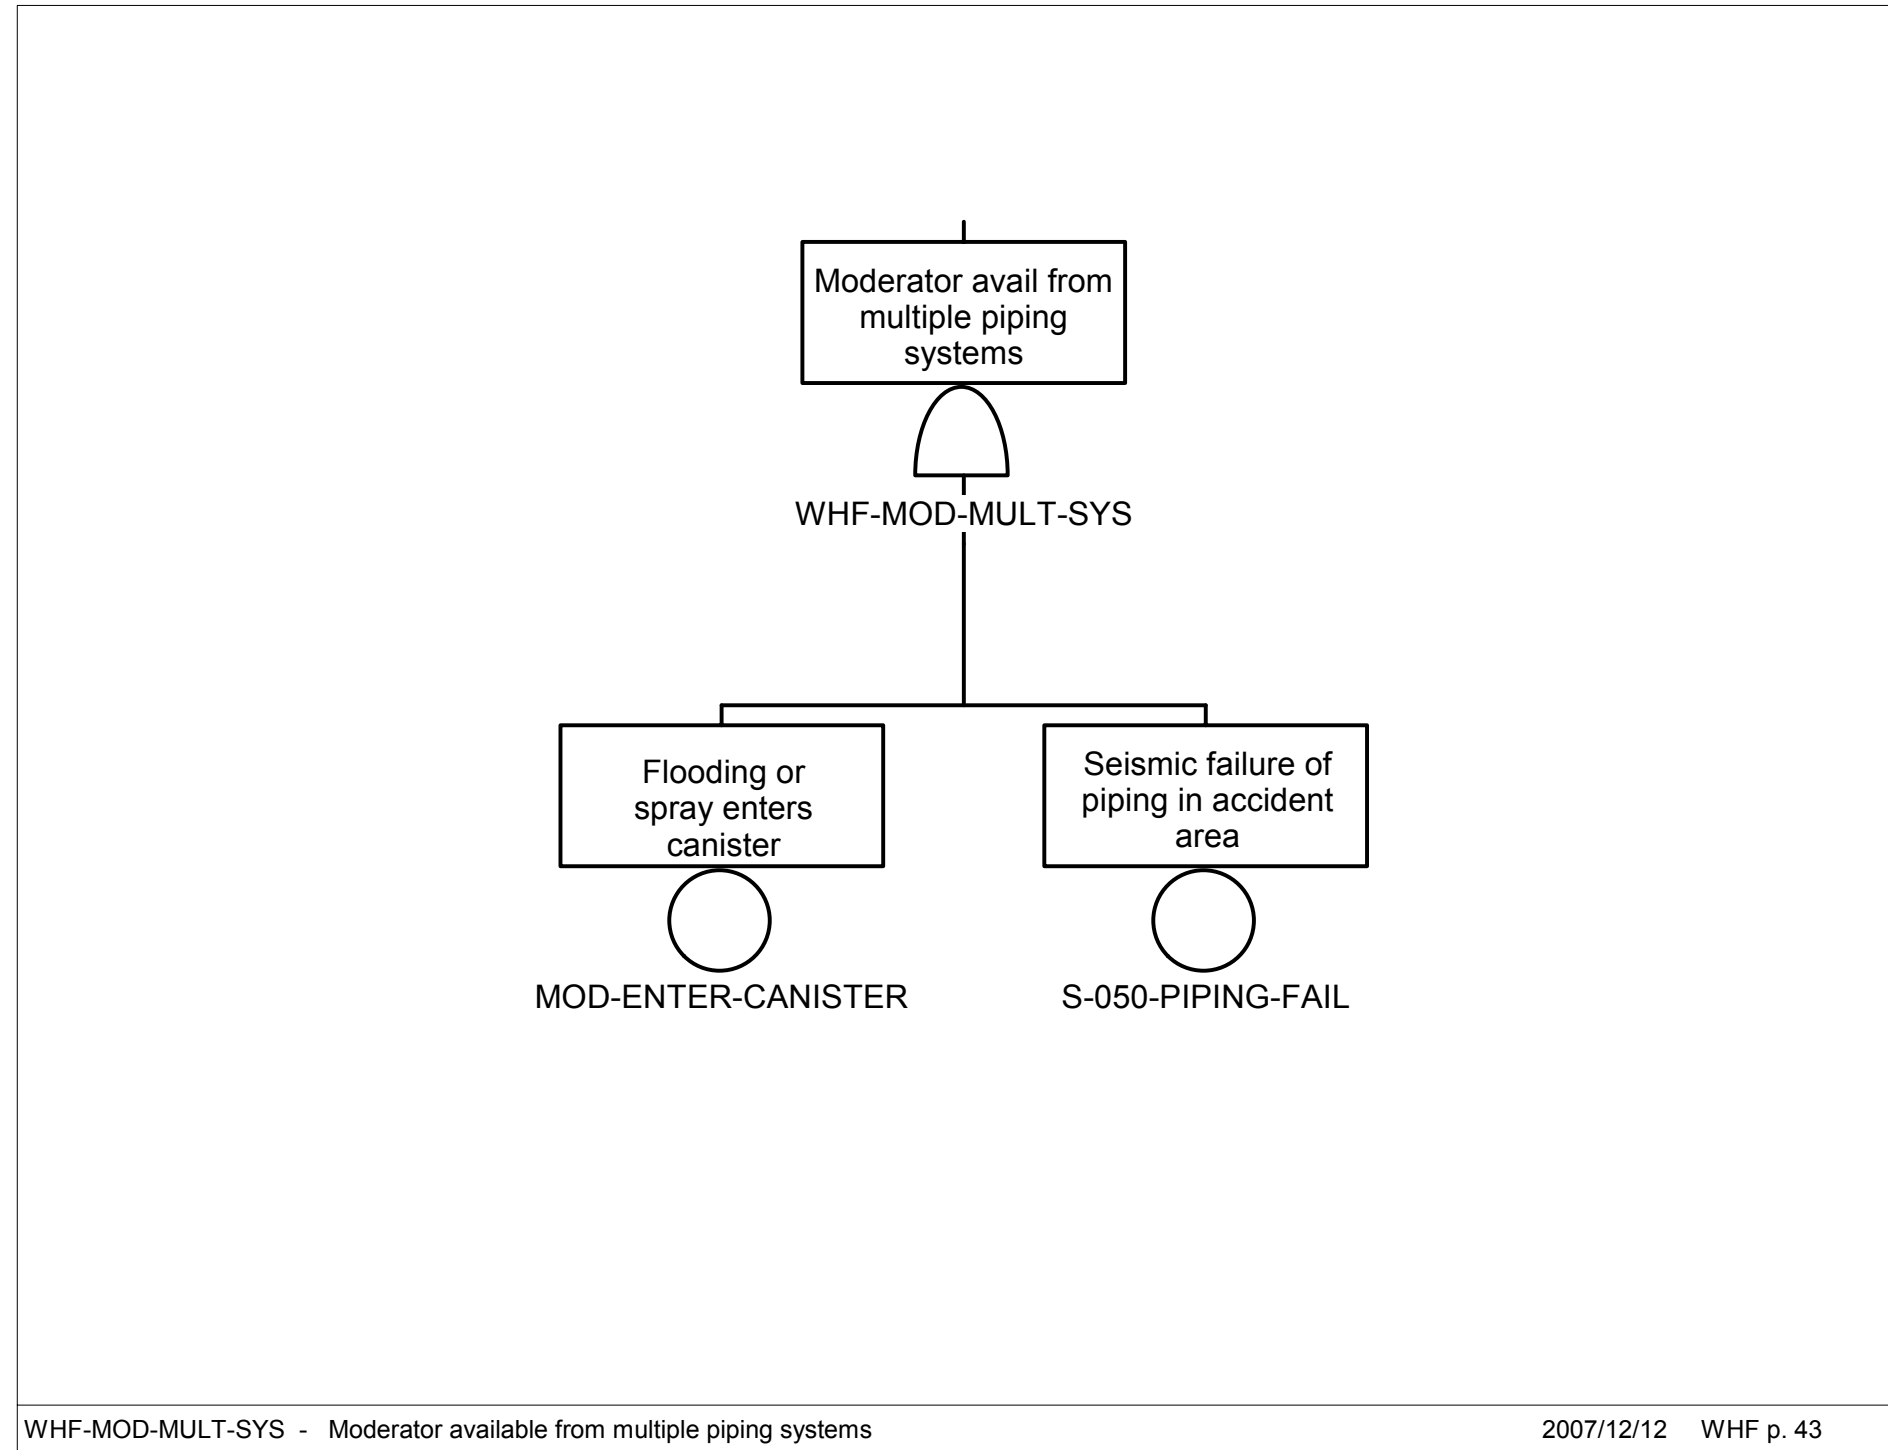 Moderator avail from
multiple piping
systems
WHF-MOD-MULT-SYS
Flooding or
spray enters
canister
MOD-ENTER-CANISTER
Seismic failure of
piping in accident
area
S-050-PIPING-FAIL
WHF-MOD-MULT-SYS - Moderator available from multiple piping systems
2007/12/12 WHF p. 43